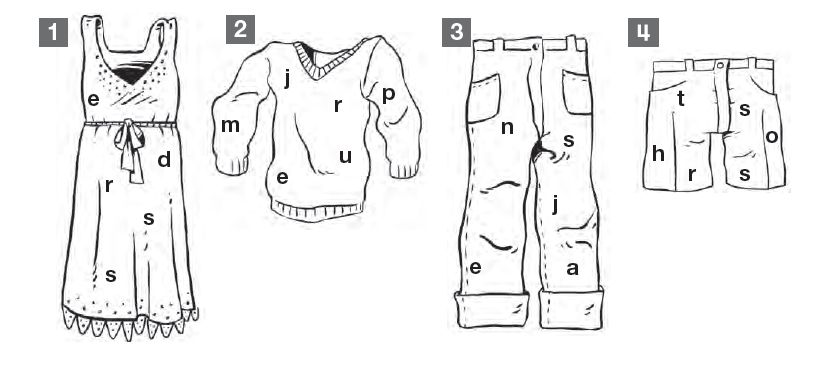 1 2 3 4
e d r s s
m j r p e u
n s j e a
t s h o r s